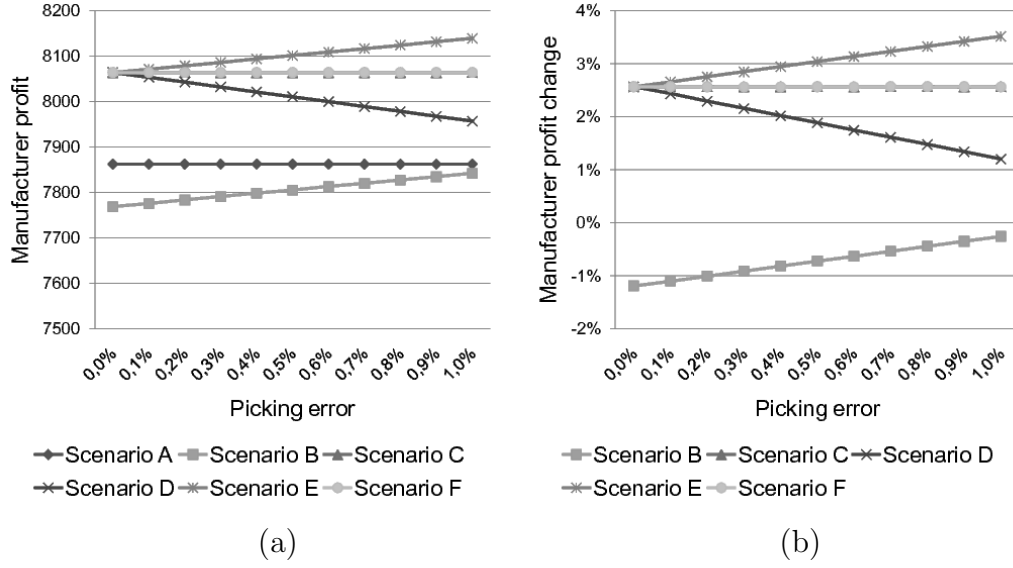 8200
8100
8000
7900
7800
7700
7600
7500
Manufacturer profit
0,0% 0,1% 0,2% 0,3% 0,4% 0,5% 0,6% 0,7% 0,8% 0,9% 1,0%
Picking error
Scenario A Scenario B Scenario C
Scenario D Scenario E Scenario F
(a)
4%
3%
2%
1%
0%
-1%
-2%
Manufacturer profit change
0,0% 0,1% 0,2% 0,3% 0,4% 0,5% 0,6% 0,7% 0,8% 0,9% 1,0%
Picking error
Scenario B Scenario C Scenario D
Scenario E Scenario F
(b)